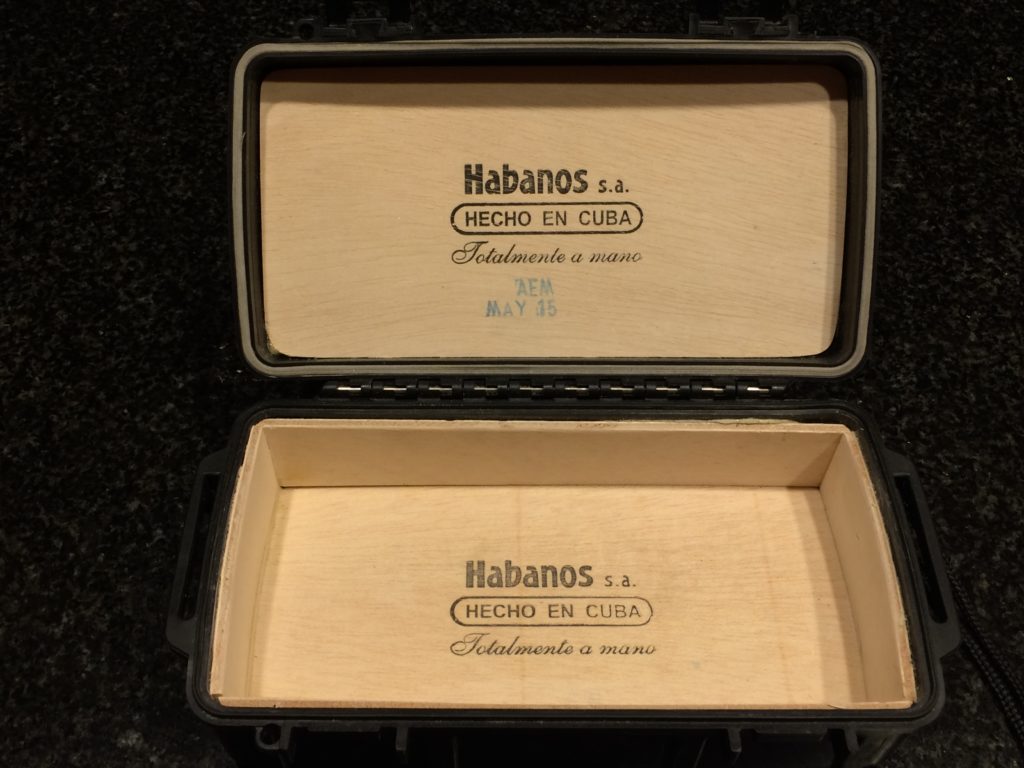 Habanos s.a.
HECHO EN CUBA
Totalmente a mano
AEM
MAY 15
Habanos s.a.
HECHO EN CUBA
Totalmente a mano